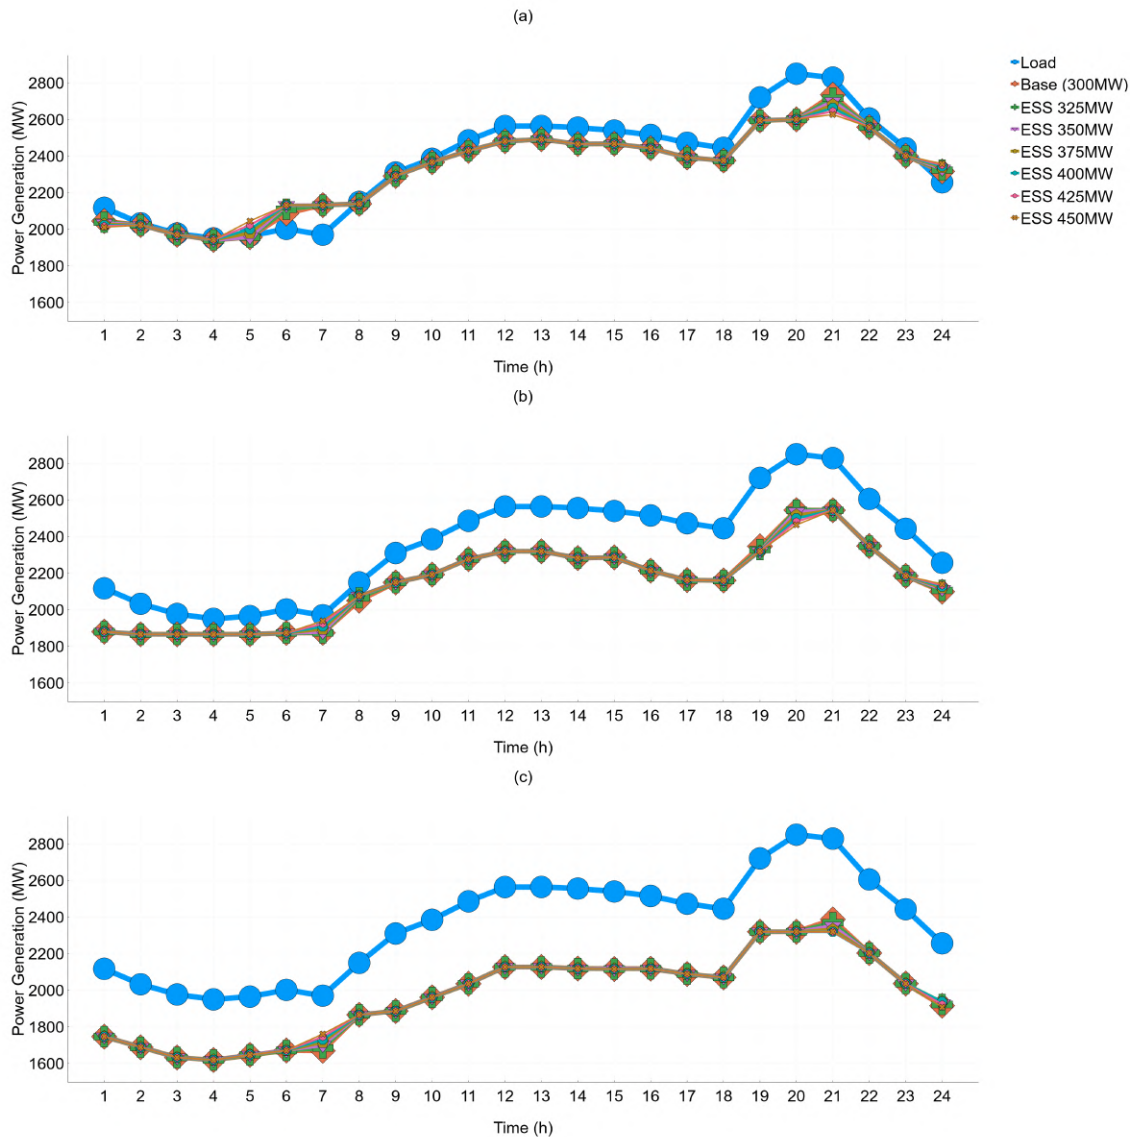 (a)
Power Generation (MW)
2800
2600
2400
2200
2000
1800
1600
1 2 3 4 5 6 7 8 9 10 11 12 13 14 15 16 17 18 19 20 21 22 23 24
Time (h)
Load
Base (300MW)
ESS 325MW
ESS 350MW
ESS 375MW
ESS 400MW
ESS 425MW
ESS 450MW
(b)
Power Generation (MW)
2800
2600
2400
2200
2000
1800
1600
1 2 3 4 5 6 7 8 9 10 11 12 13 14 15 16 17 18 19 20 21 22 23 24
Time (h)
(c)
Power Generation (MW)
2800
2600
2400
2200
2000
1800
1600
1 2 3 4 5 6 7 8 9 10 11 12 13 14 15 16 17 18 19 20 21 22 23 24
Time (h)